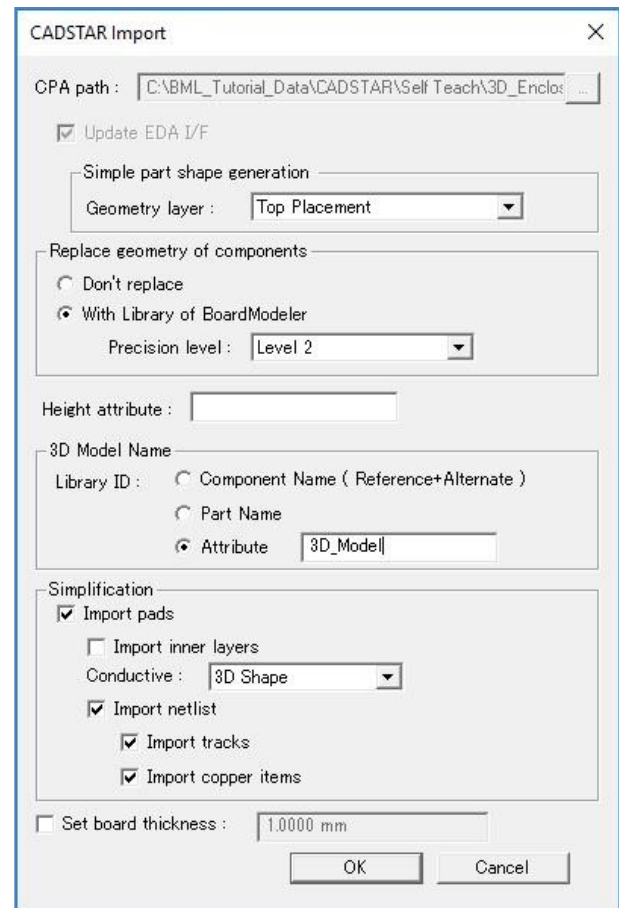 CADSTAR Import
CPA path : C:\BML_Tutorial_Data\CADSTAR\Self Teach\3D_Enclos ...
Update EDA I/F
Simple part shape generation
Geometry layer : Top Placement
Replace geometry of components
Don't replace
With Library of BoardModeler
Precision level : Level 2
Height attribute :
3D Model Name
Library ID : Component Name ( Reference+Alternate )
Part Name
Attribute 3D_Model
Simplification
Import pads
Import inner layers
Conductive : 3D Shape
Import netlist
Import tracks
Import copper items
Set board thickness : 1.0000 mm
OK Cancel